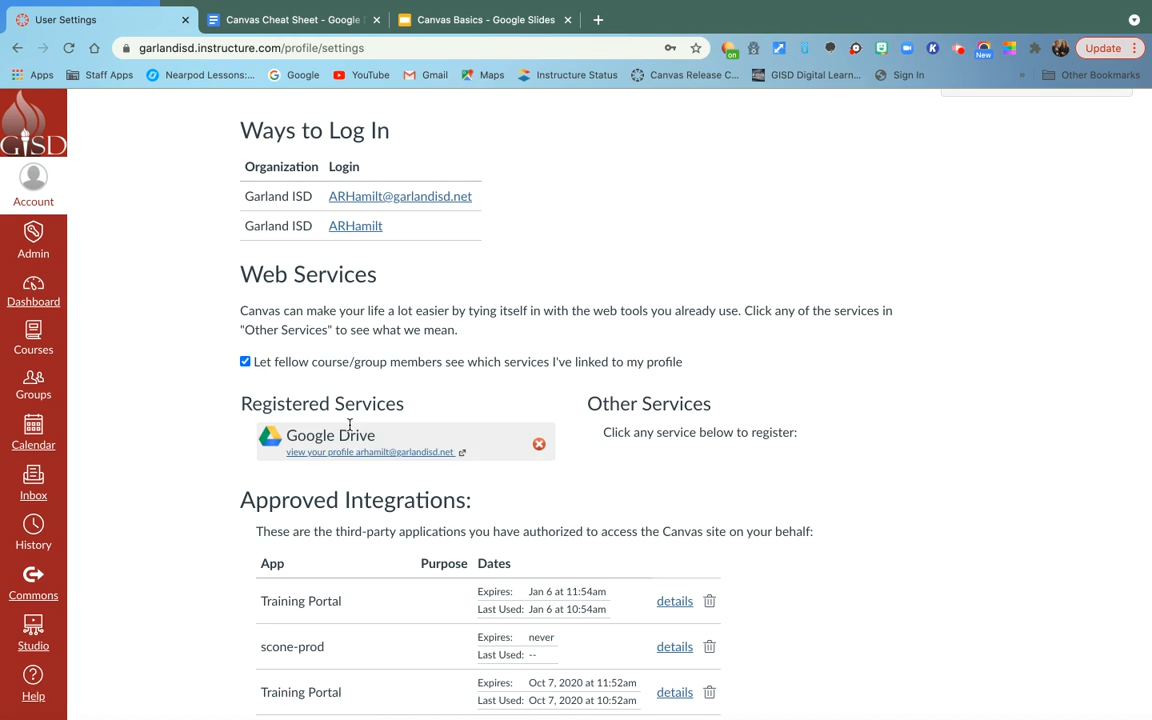 User Settings
Canvas Cheat Sheet - Google
Canvas Basics - Google Slides
garlandisd.instructure.com/profile/settings
on
K
New
Update
Apps
Staff Apps
Nearpod Lessons:...
Google
YouTube
Gmail
Maps
Instructure Status
Canvas Release C...
GISD Digital Learn...
Sign In
»
Other Bookmarks
GISD
Account
Admin
Dashboard
Courses
Groups
Calendar
Inbox
History
Commons
Studio
Help
Ways to Log In
Organization Login
Garland ISD ARHamilt@garlandisd.net
Garland ISD ARHamilt
Web Services
Canvas can make your life a lot easier by tying itself in with the web tools you already use. Click any of the services in
"Other Services" to see what we mean.
Let fellow course/group members see which services I've linked to my profile
Registered Services
Google Drive
view your profile arhamilt@garlandisd.net
Other Services
Click any service below to register:
Approved Integrations:
These are the third-party applications you have authorized to access the Canvas site on your behalf:
App Purpose Dates
Training Portal Expires: Jan 6 at 11:54am details
Last Used: Jan 6 at 10:54am
scone-prod Expires: never details
Last Used: --
Training Portal Expires: Oct 7, 2020 at 11:52am details
Last Used: Oct 7, 2020 at 10:52am